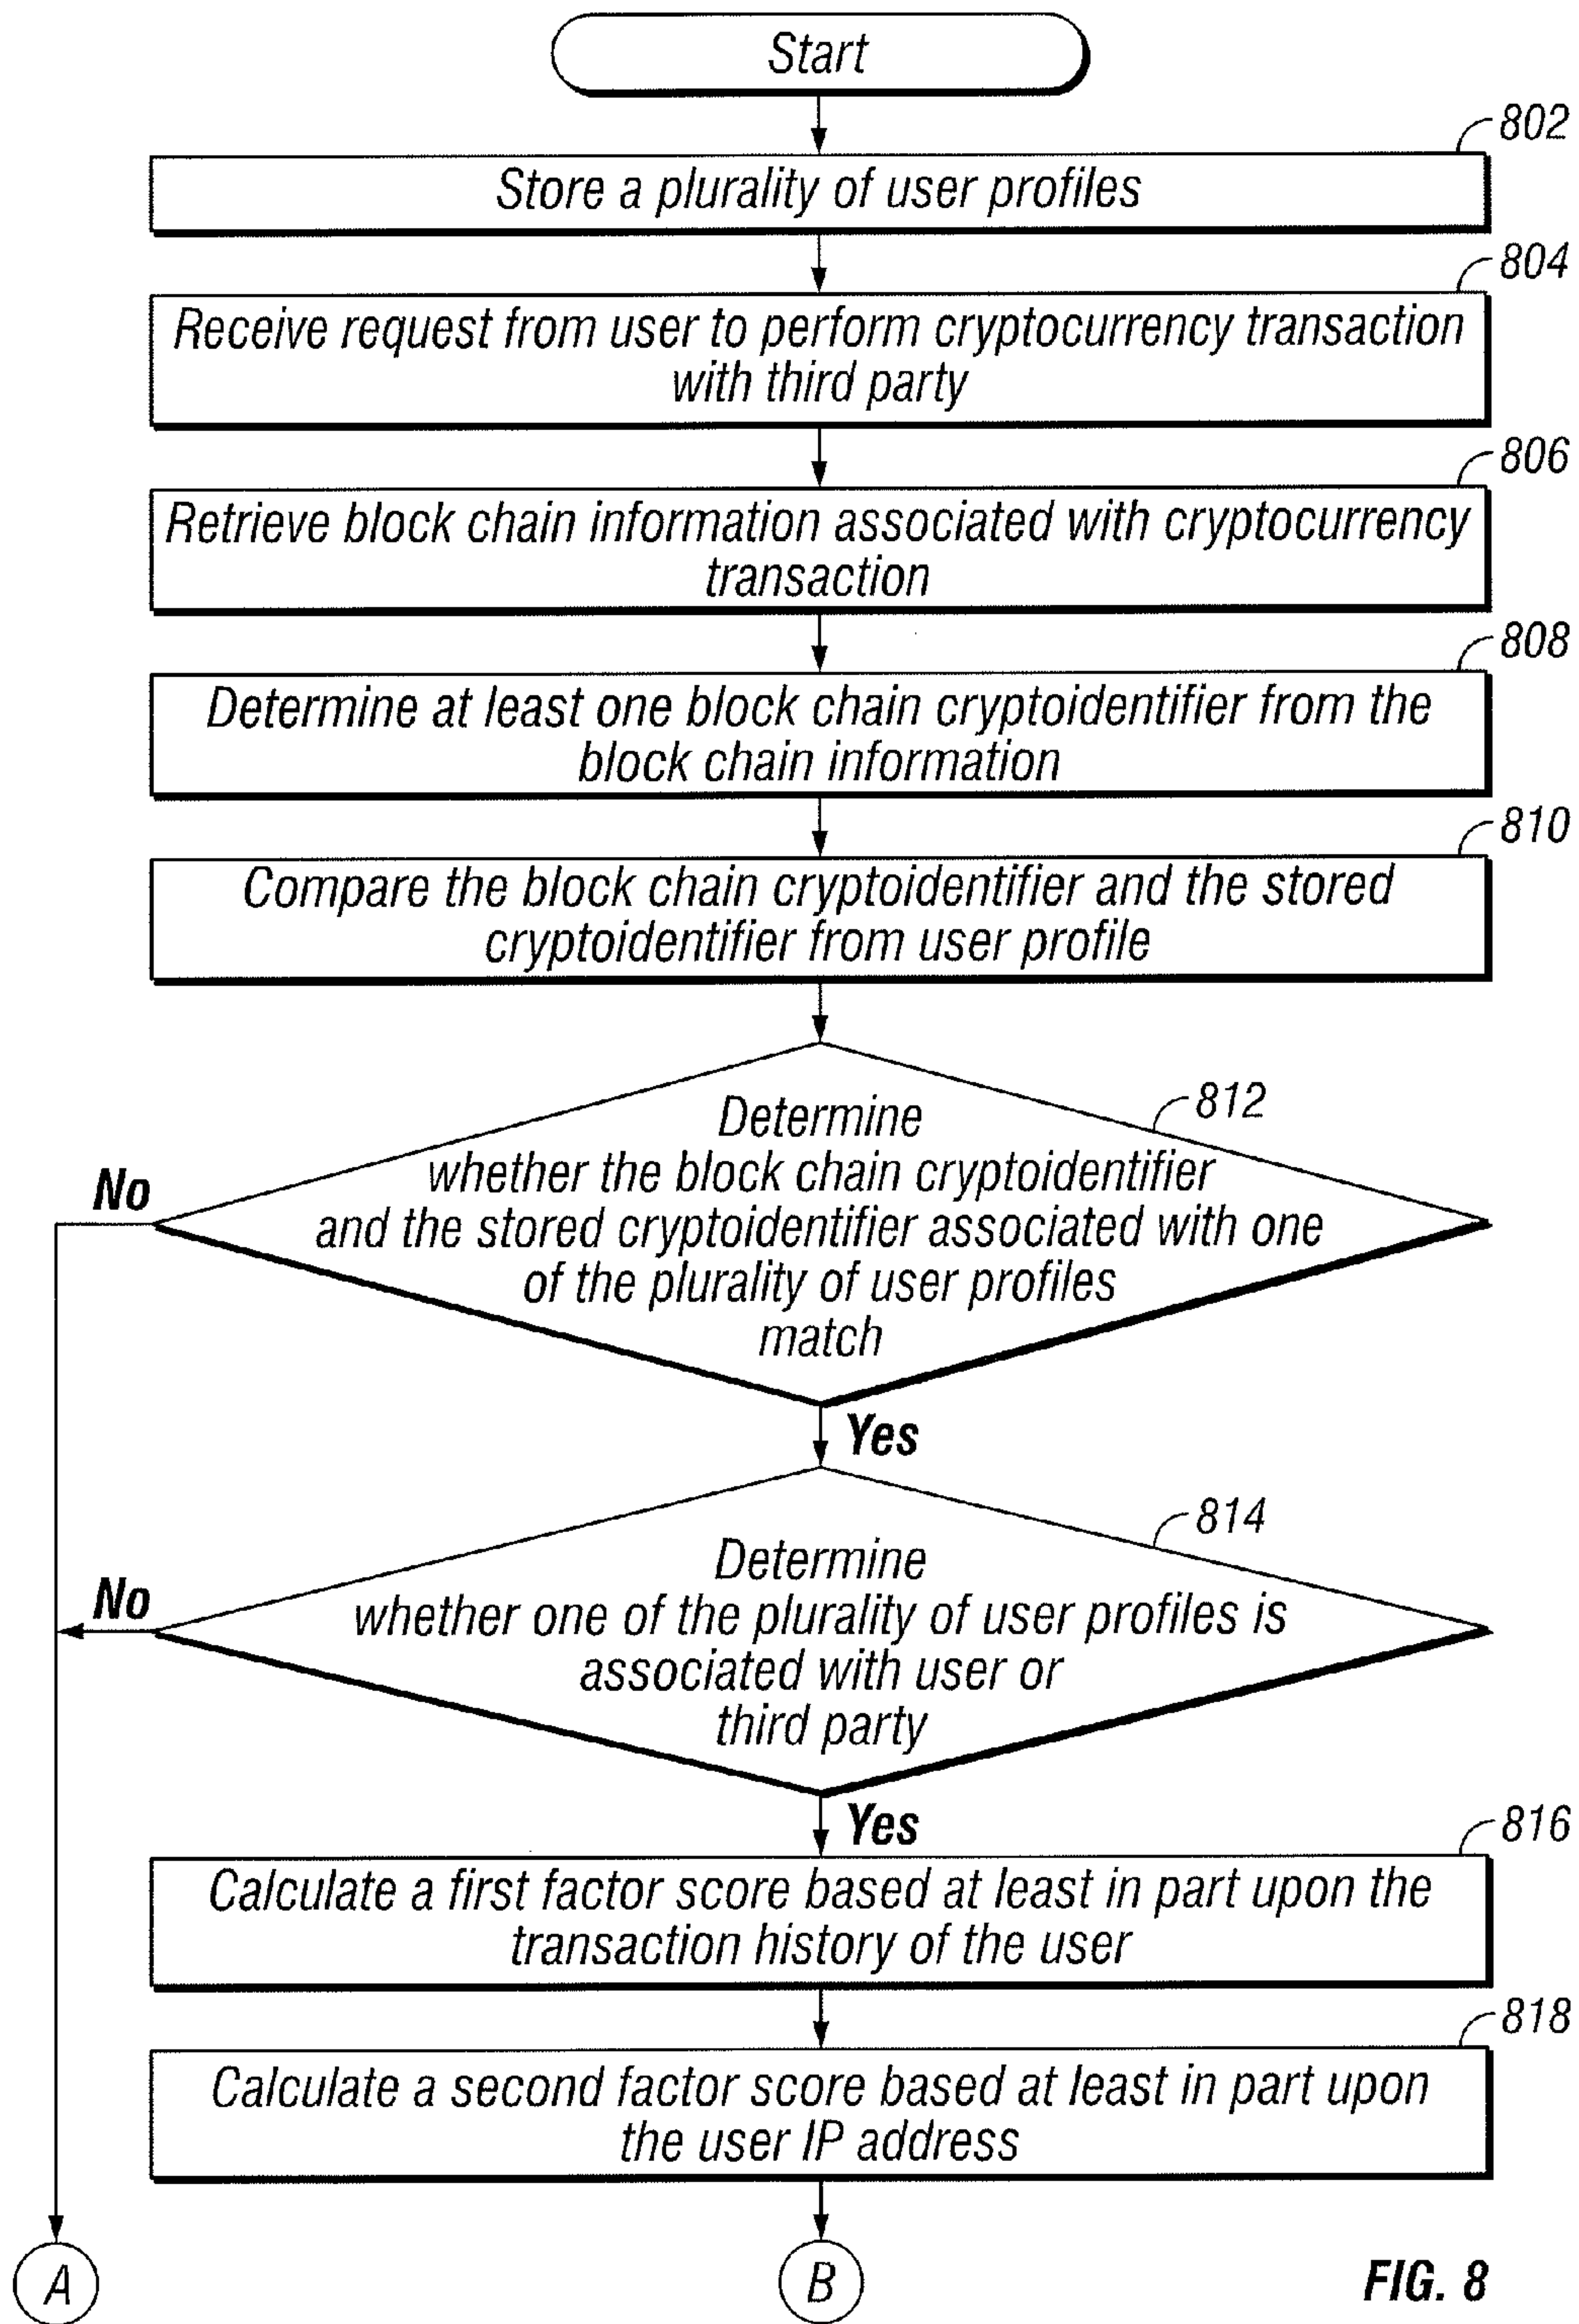 Start
802
Store a plurality of user profiles
804
Receive request from user to perform cryptocurrency transaction
with third party
806
Retrieve block chain information associated with cryptocurrency
transaction
808
Determine at least one block chain cryptoidentifier from the
block chain information
810
Compare the block chain cryptoidentifier and the stored
cryptoidentifier from user profile
812
Determine
whether the block chain cryptoidentifier
and the stored cryptoidentifier associated with one
of the plurality of user profiles
match
No
Yes
814
Determine
whether one of the plurality of user profiles is
associated with user or
third party
No
Yes
816
Calculate a first factor score based at least in part upon the
transaction history of the user
818
Calculate a second factor score based at least in part upon
the user IP address
A
B
FIG. 8